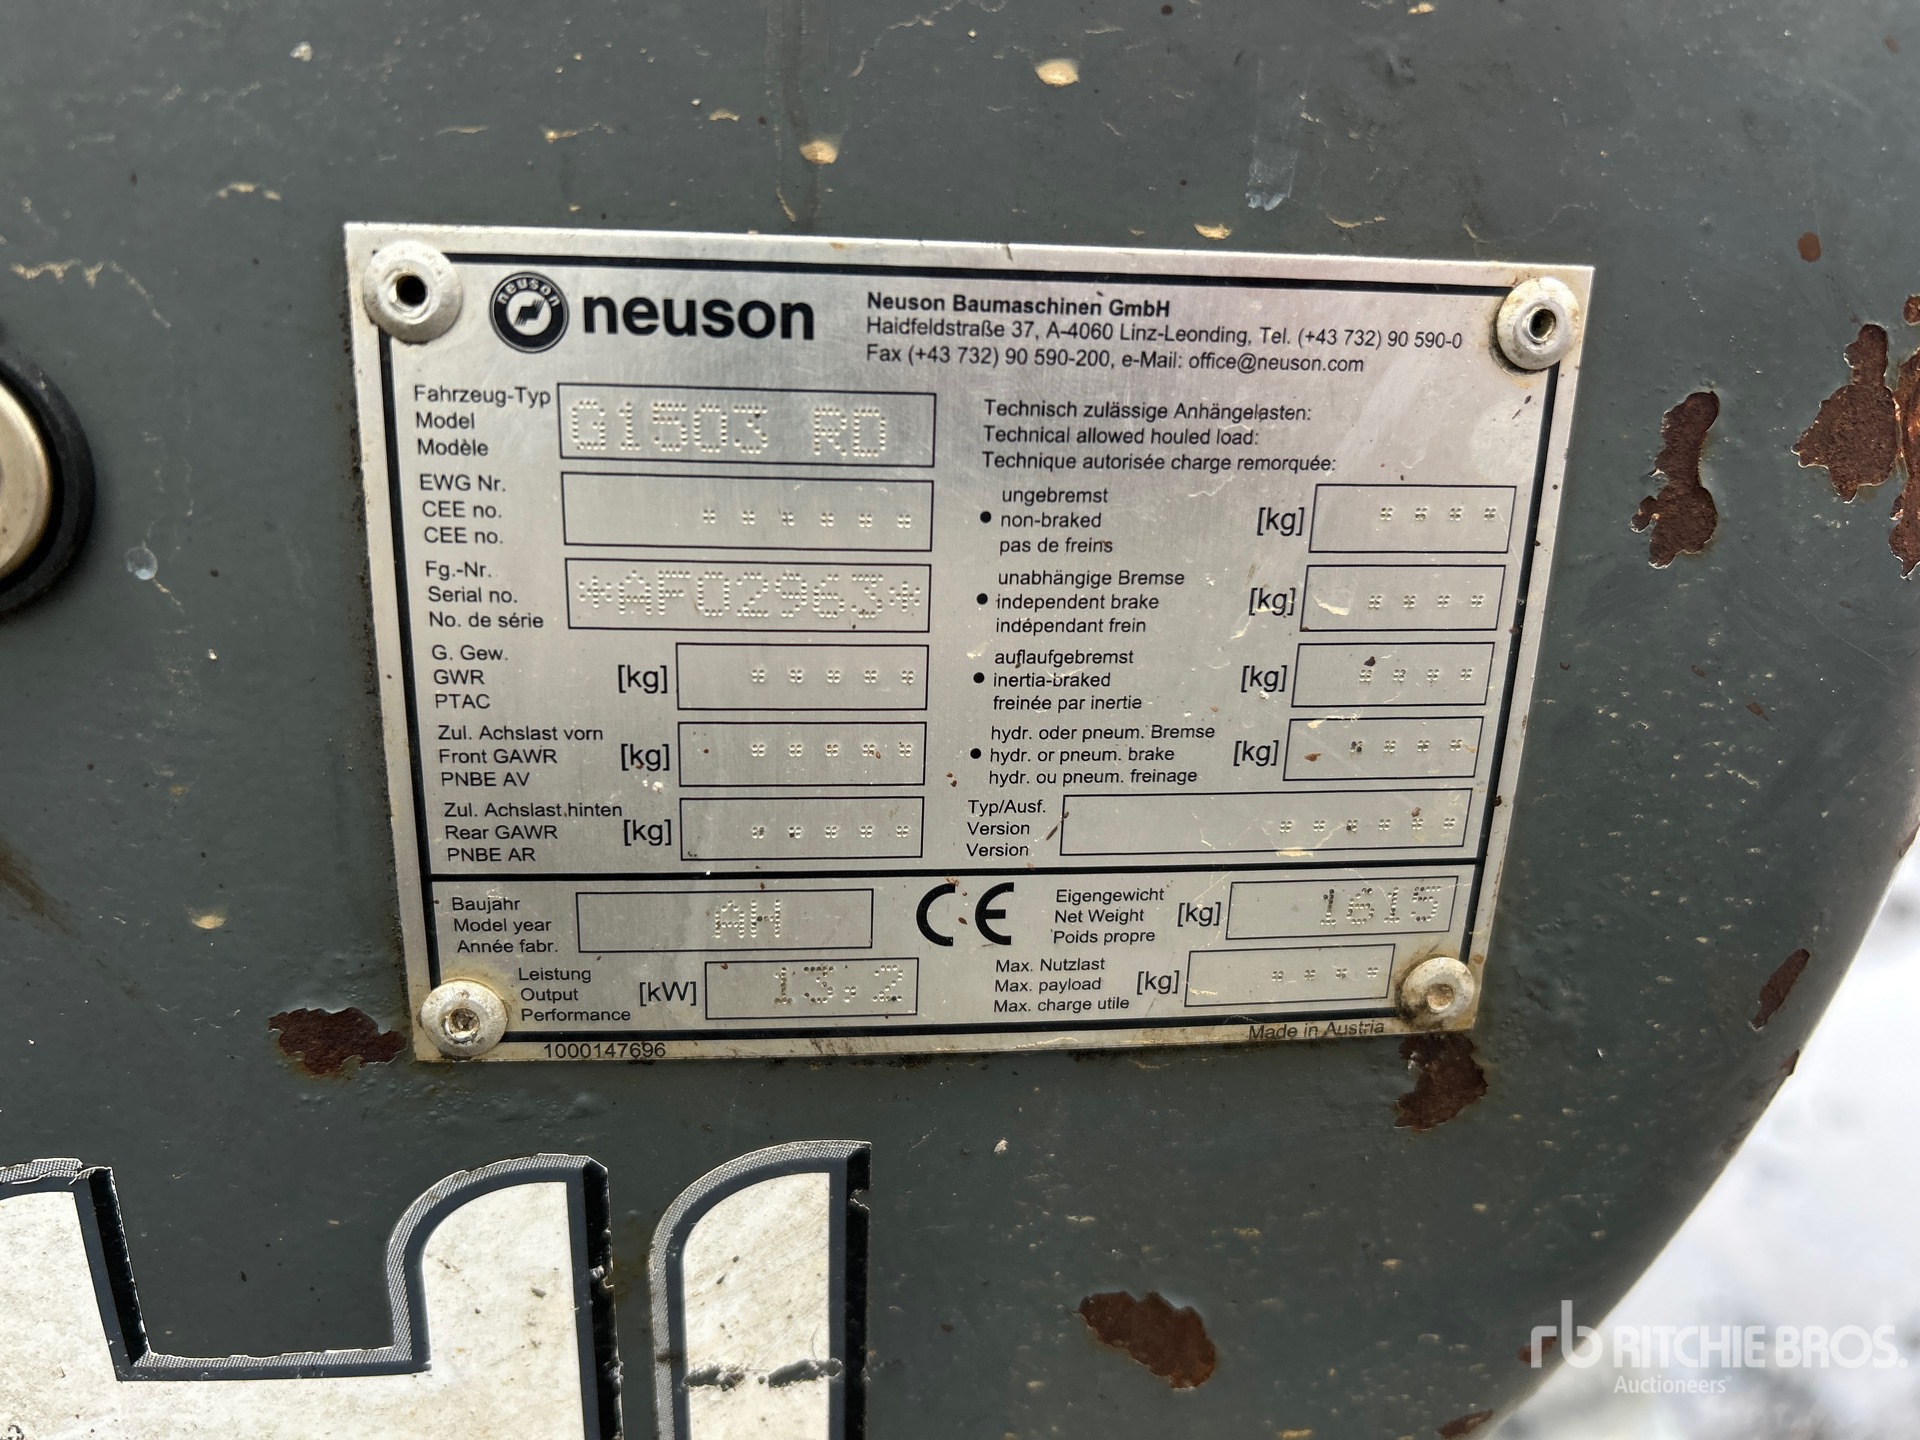 neuson
neuson
Neuson Baumaschinen GmbH
Haidfeldstraße 37, A-4060 Linz-Leonding, Tel. (+43 732) 90 590-0
Fax (+43 732) 90 590-200, e-Mail: office@neuson.com
Fahrzeug-Typ
Model
Modèle
G1503 RD
EWG Nr.
CEE no.
CEE no.
******
Fg.-Nr.
Serial no.
No. de série
*AF02963*
G. Gew.
GWR
PTAC
[kg]
*****
Zul. Achslast vorn
Front GAWR
PNBE AV
[kg]
*****
Zul. Achslast hinten
Rear GAWR
PNBE AR
[kg]
*****
Technisch zulässige Anhängelasten:
Technical allowed houled load:
Technique autorisée charge remorquée:
ungebremst
• non-braked
pas de freins
[kg]
****
unabhängige Bremse
• independent brake
indépendant frein
[kg]
****
auflaufgebremst
• inertia-braked
freinée par inertie
[kg]
****
hydr. oder pneum. Bremse
• hydr. or pneum. brake
hydr. ou pneum. freinage
[kg]
****
Typ/Ausf.
Version
Version
******
Baujahr
Model year
Année fabr.
AH
CE
Eigengewicht
Net Weight
Poids propre
[kg]
1615
Leistung
Output
Performance
[kW]
13,2
Max. Nutzlast
Max. payload
Max. charge utile
[kg]
****
1000147696
Made in Austria
rb RITCHIE BROS.
Auctioneers